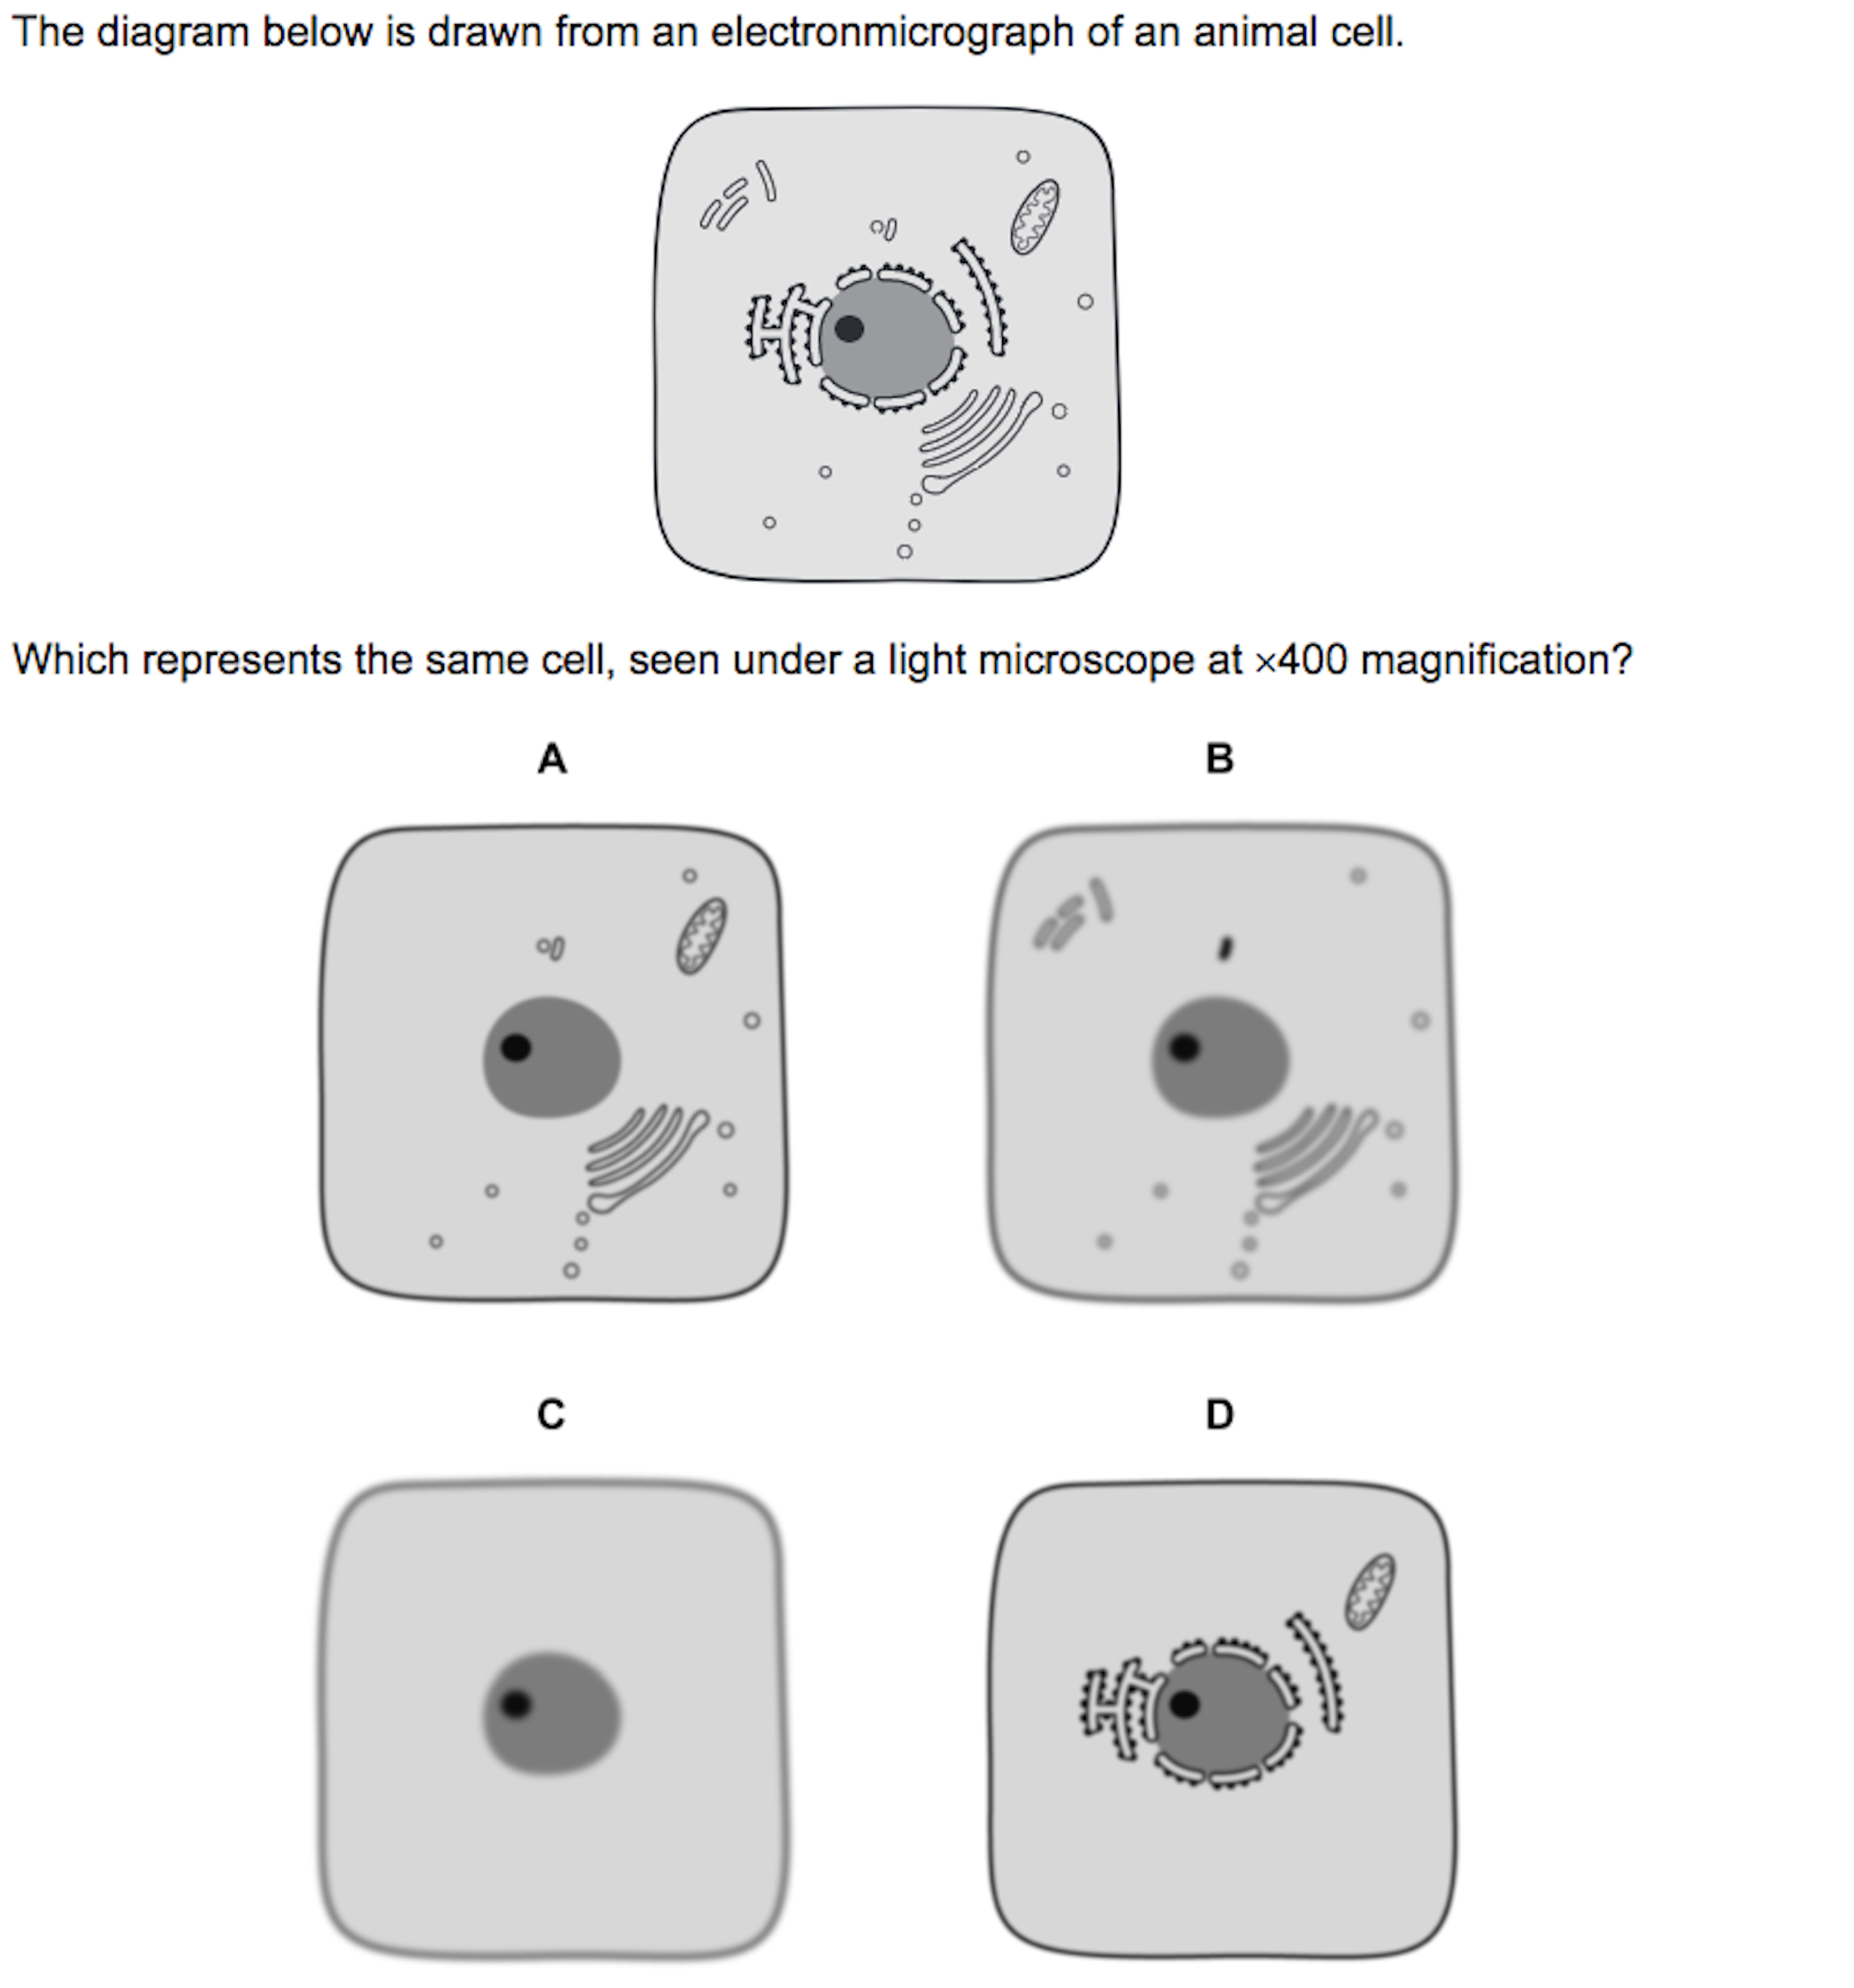 The diagram below is drawn from an electronmicrograph of an animal cell.
Which represents the same cell, seen under a light microscope at ×400 magnification?
A
B
C
D